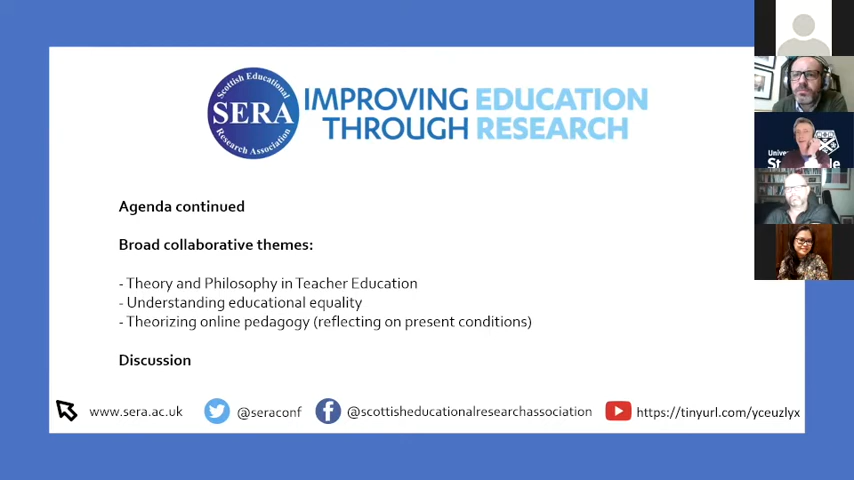 Scottish Educational
SERA
Research Association
IMPROVING EDUCATION
THROUGH RESEARCH
Agenda continued
Broad collaborative themes:
- Theory and Philosophy in Teacher Education
- Understanding educational equality
- Theorizing online pedagogy (reflecting on present conditions)
Discussion
www.sera.ac.uk
@seraconf
@scottisheducationalresearchassociation
https://tinyurl.com/yceuzlyx